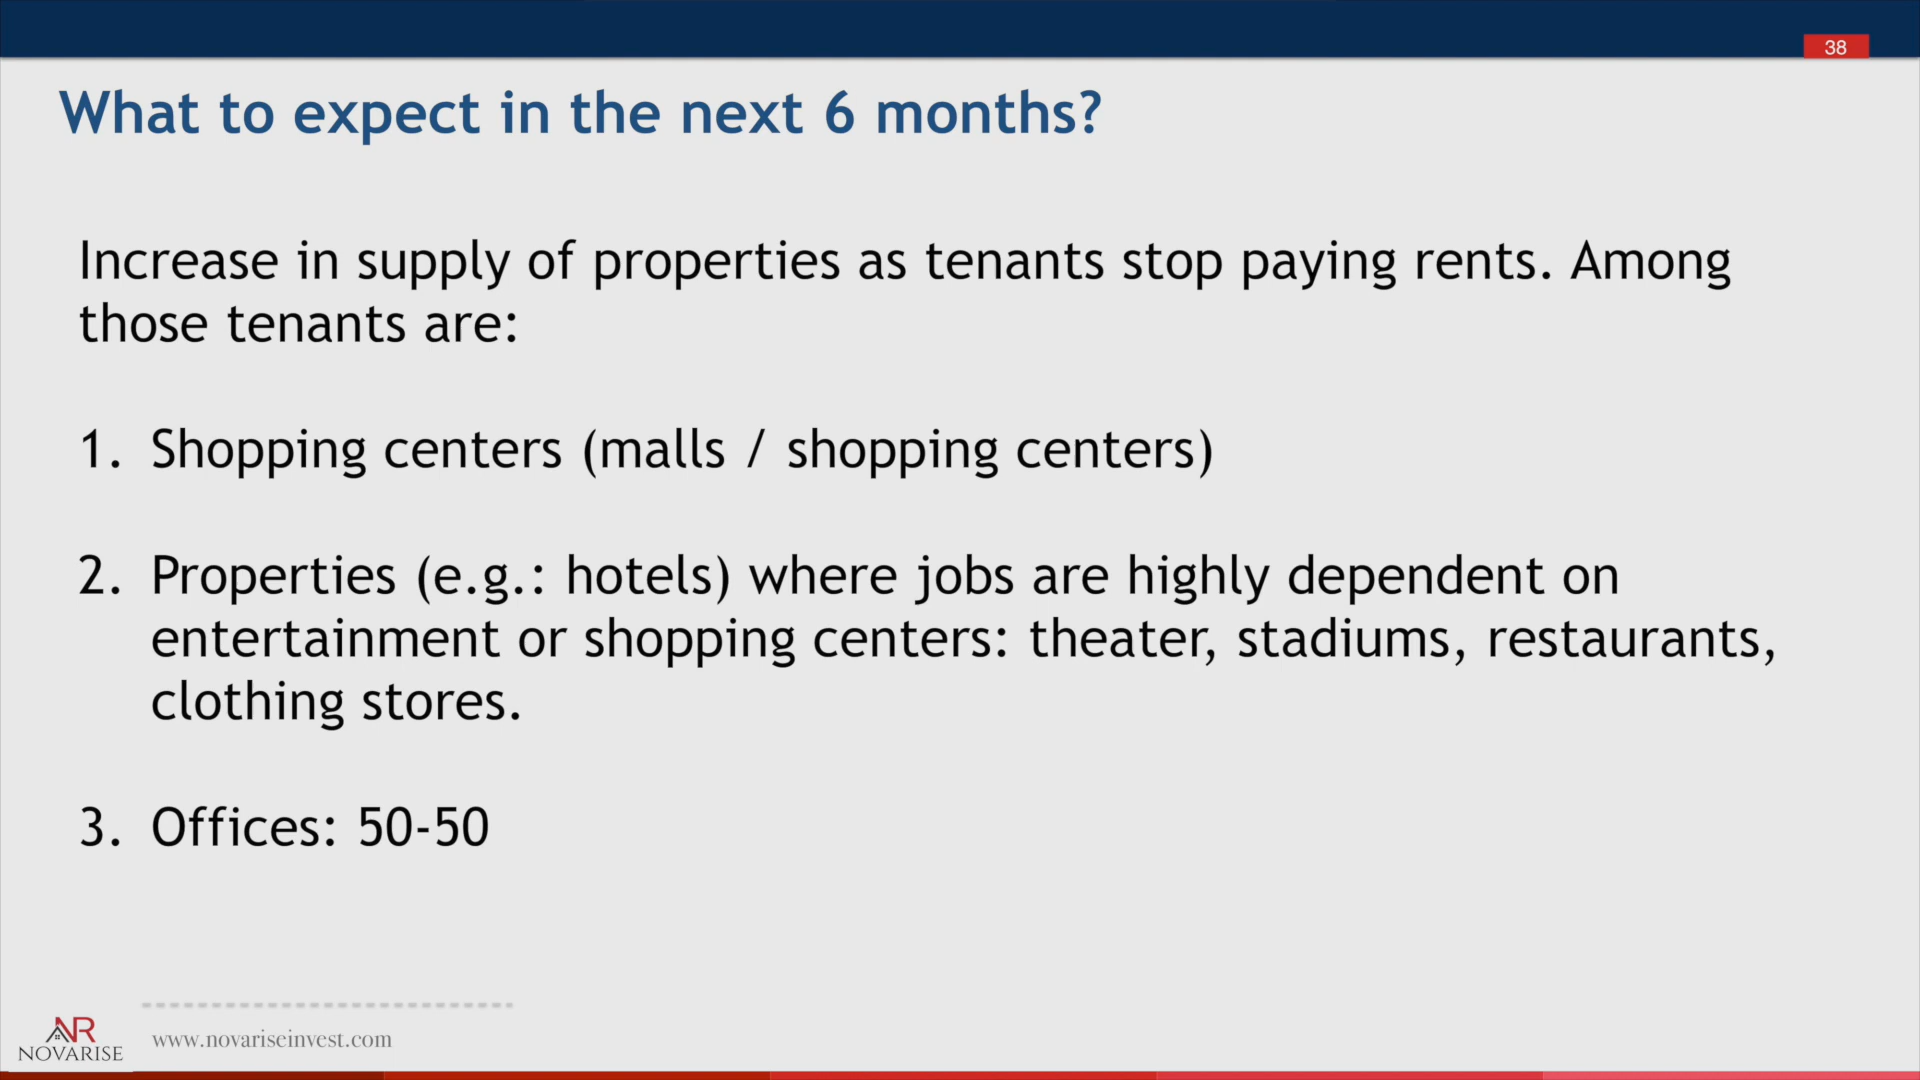 38
What to expect in the next 6 months?
Increase in supply of properties as tenants stop paying rents. Among
those tenants are:
1. Shopping centers (malls / shopping centers)
2. Properties (e.g.: hotels) where jobs are highly dependent on
entertainment or shopping centers: theater, stadiums, restaurants,
clothing stores.
3. Offices: 50-50
NR
NOVARISE
www.novariseinvest.com